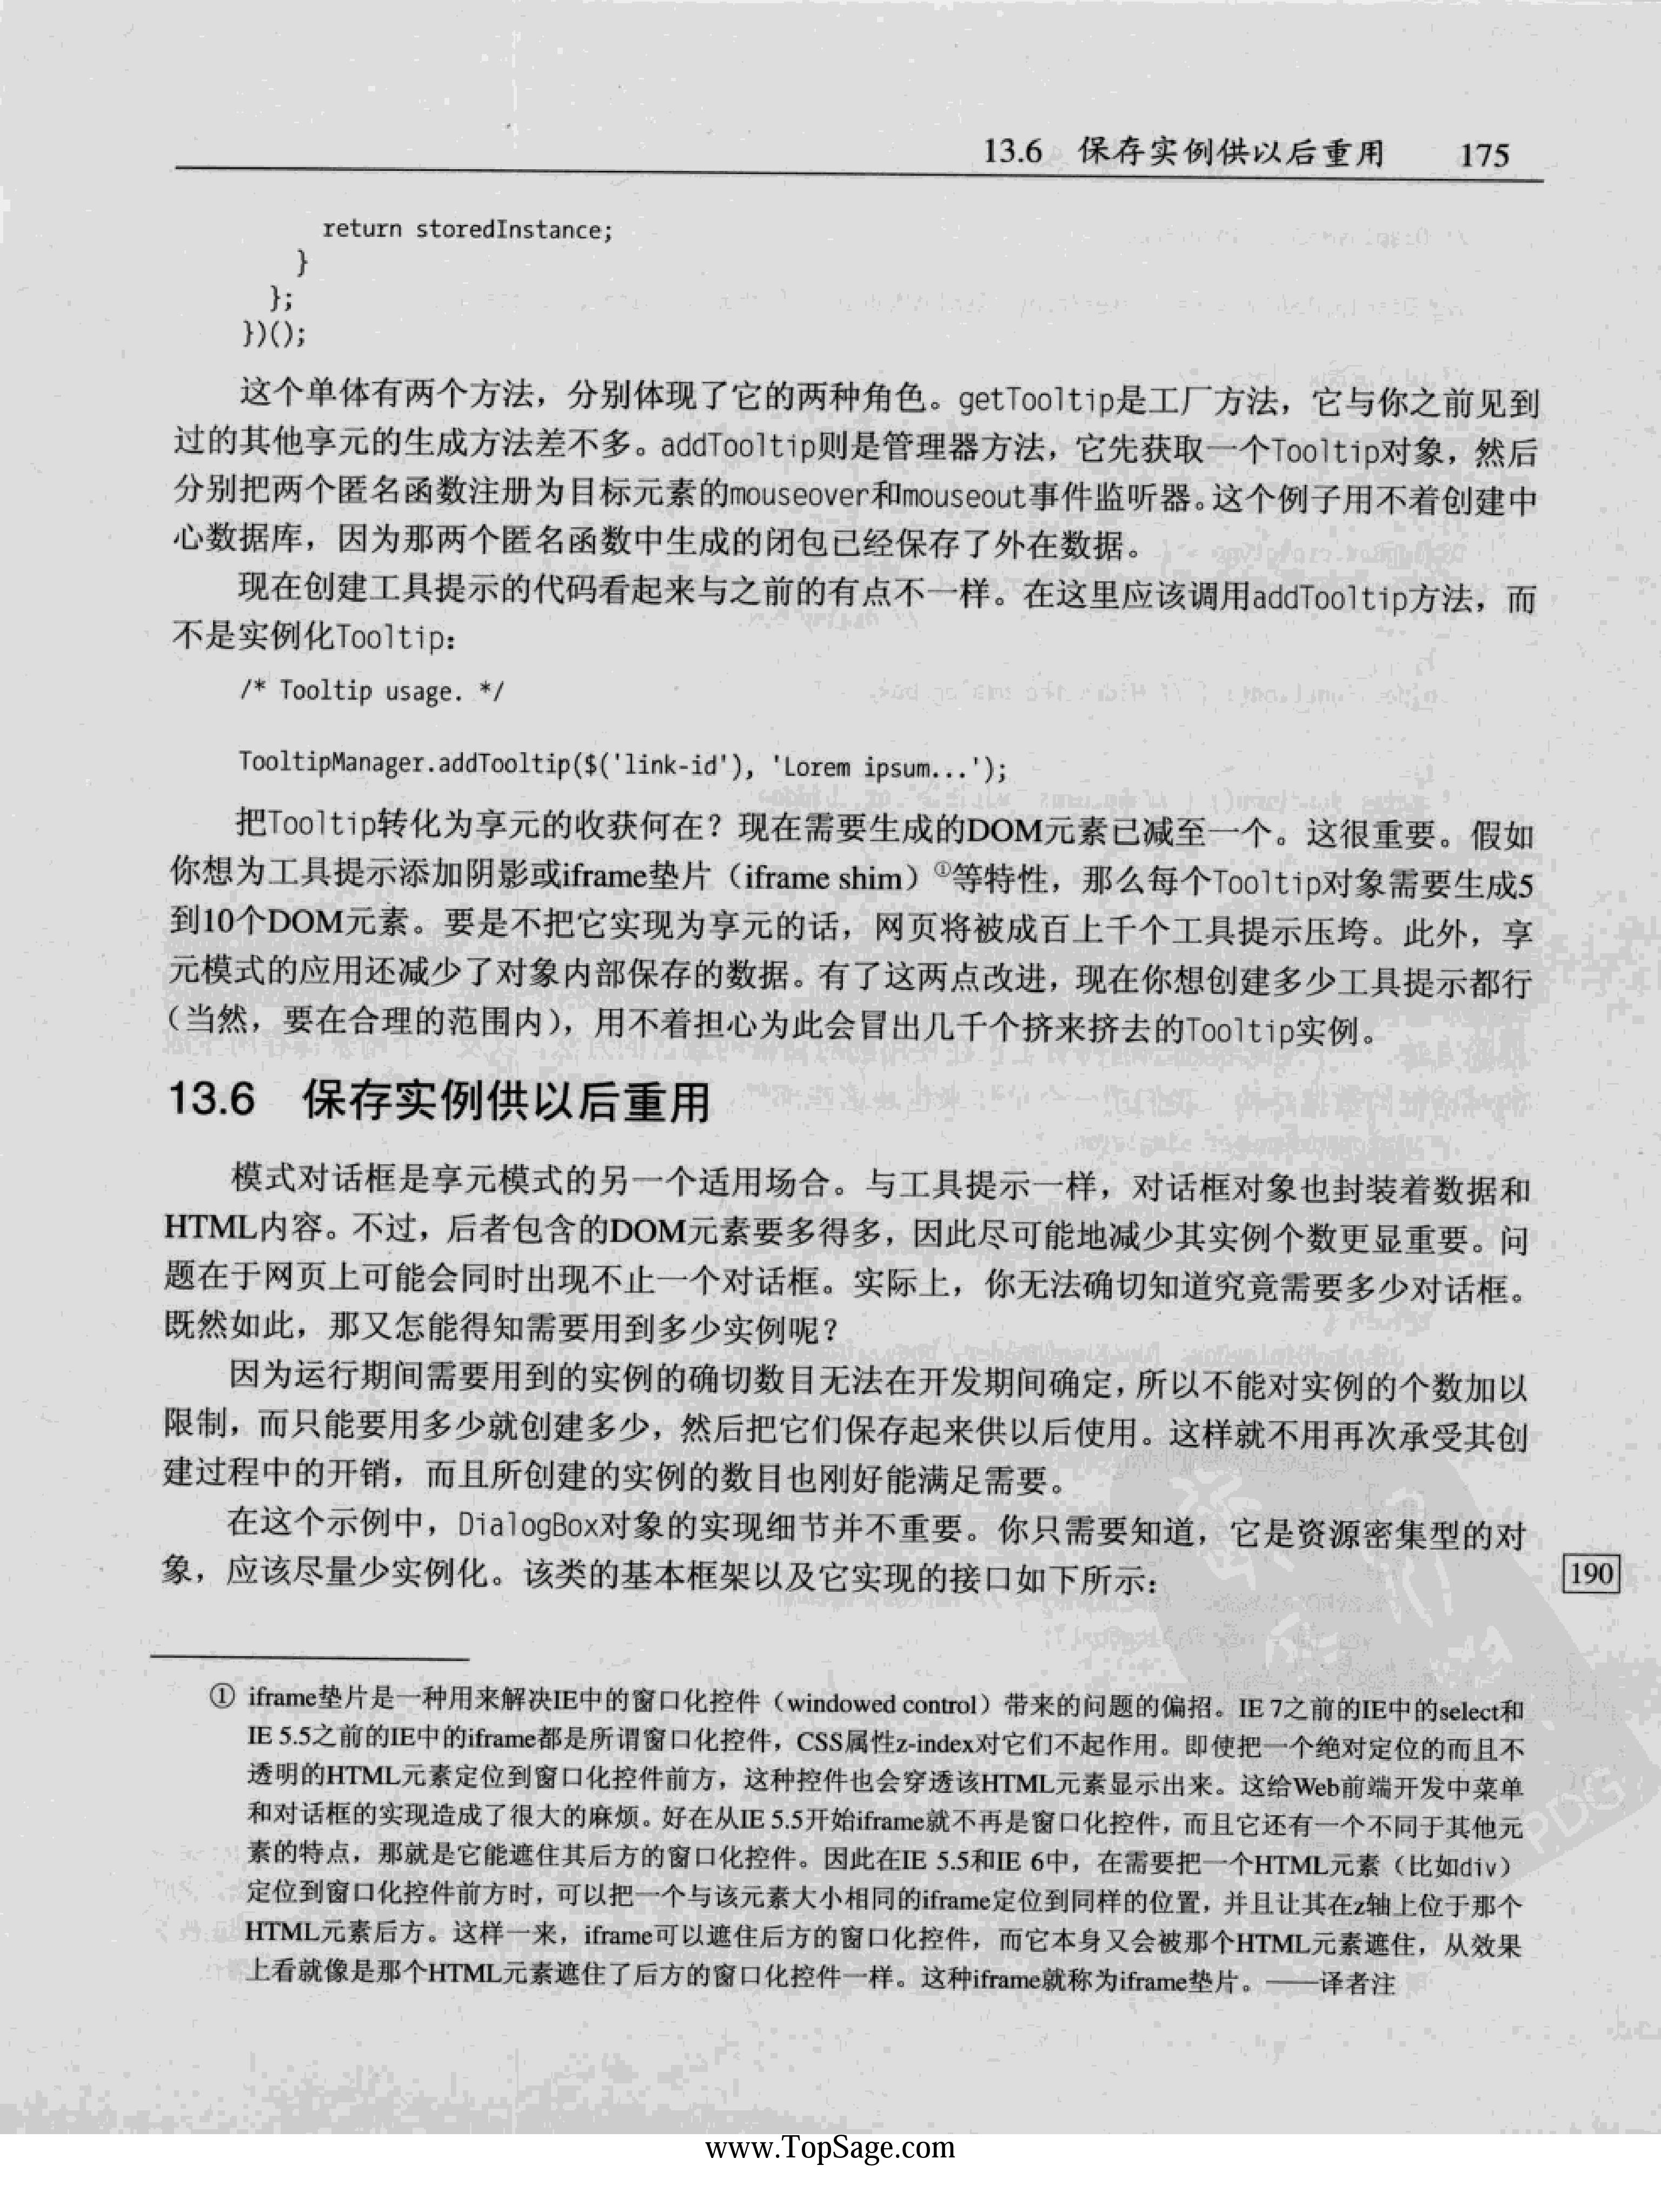 13.6 保存实例供以后重用 175
return storedInstance;
}
};
})();
这个单体有两个方法，分别体现了它的两种角色。getTooltip是工厂方法，它与你之前见到
过的其他享元的生成方法差不多。addTooltip则是管理器方法，它先获取一个Tooltip对象，然后
分别把两个匿名函数注册为目标元素的mouseover和mouseout事件监听器。这个例子用不着创建中
心数据库，因为那两个匿名函数中生成的闭包已经保存了外在数据。
现在创建工具提示的代码看起来与之前的有点不一样。在这里应该调用addTooltip方法，而
不是实例化Tooltip：
/* Tooltip usage. */
TooltipManager.addTooltip($('link-id'), 'Lorem ipsum...');
把Tooltip转化为享元的收获何在？现在需要生成的DOM元素已减至一个。这很重要。假如
你想为工具提示添加阴影或iframe垫片（iframe shim）①等特性，那么每个Tooltip对象需要生成5
到10个DOM元素。要是不把它实现为享元的话，网页将被成百上千个工具提示压垮。此外，享
元模式的应用还减少了对象内部保存的数据。有了这两点改进，现在你想创建多少工具提示都行
（当然，要在合理的范围内），用不着担心为此会冒出几千个挤来挤去的Tooltip实例。
13.6 保存实例供以后重用
模式对话框是享元模式的另一个适用场合。与工具提示一样，对话框对象也封装着数据和
HTML内容。不过，后者包含的DOM元素要多得多，因此尽可能地减少其实例个数更显重要。问
题在于网页上可能会同时出现不止一个对话框。实际上，你无法确切知道究竟需要多少对话框。
既然如此，那又怎能得知需要用到多少实例呢？
因为运行期间需要用到的实例的确切数目无法在开发期间确定，所以不能对实例的个数加以
限制，而只能要用多少就创建多少，然后把它们保存起来供以后使用。这样就不用再次承受其创
建过程中的开销，而且所创建的实例的数目也刚好能满足需要。
在这个示例中，DialogBox对象的实现细节并不重要。你只需要知道，它是资源密集型的对
象，应该尽量少实例化。该类的基本框架以及它实现的接口如下所示：
190
① iframe垫片是一种用来解决IE中的窗口化控件（windowed control）带来的问题的偏招。IE 7之前的IE中的select和
IE 5.5之前的IE中的iframe都是所谓窗口化控件，CSS属性z-index对它们不起作用。即使把一个绝对定位的而且不
透明的HTML元素定位到窗口化控件前方，这种控件也会穿透该HTML元素显示出来。这给Web前端开发中菜单
和对话框的实现造成了很大的麻烦。好在从IE 5.5开始iframe就不再是窗口化控件，而且它还有一个不同于其他元
素的特点，那就是它能遮住其后方的窗口化控件。因此在IE 5.5和IE 6中，在需要把一个HTML元素（比如div）
定位到窗口化控件前方时，可以把一个与该元素大小相同的iframe定位到同样的位置，并且让其在z轴上位于那个
HTML元素后方。这样一来，iframe可以遮住后方的窗口化控件，而它本身又会被那个HTML元素遮住，从效果
上看就像是那个HTML元素遮住了后方的窗口化控件一样。这种iframe就称为iframe垫片。——译者注
PDG
www.TopSage.com